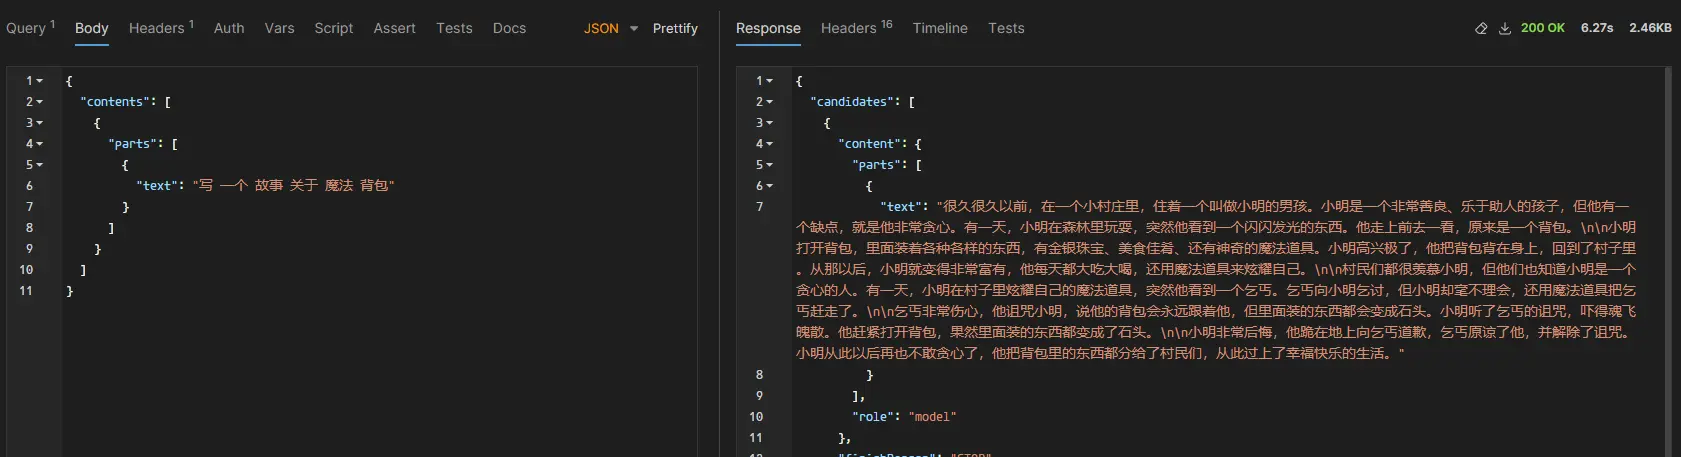 Query 1 Body Headers 1 Auth Vars Script Assert Tests Docs JSON Prettify
1 {
2 "contents": [
3 {
4 "parts": [
5 {
6 "text": "写 一个 故事 关于 魔法 背包"
7 }
8 ]
9 }
10 ]
11 }
Response Headers 16 Timeline Tests 200 OK 6.27s 2.46KB
1 {
2 "candidates": [
3 {
4 "content": {
5 "parts": [
6 {
7 "text": "很久很久以前，在一个小村庄里，住着一个叫做小明的男孩。小明是一个非常善良、乐于助人的孩子，但他有一
个缺点，就是他非常贪心。有一天，小明在森林里玩耍，突然他看到一个闪闪发光的东西。他走上前去一看，原来是一个背包。\n\n小明
打开背包，里面装着各种各样的东西，有金银珠宝、美食佳肴、还有神奇的魔法道具。小明高兴极了，他把背包背在身上，回到了村子里
。从那以后，小明就变得非常富有，他每天都大吃大喝，还用魔法道具来炫耀自己。\n\n村民们都很羡慕小明，但他们也知道小明是一个
贪心的人。有一天，小明在村子里炫耀自己的魔法道具，突然他看到一个乞丐。乞丐向小明乞讨，但小明却毫不理会，还用魔法道具把乞
丐赶走了。\n\n乞丐非常伤心，他诅咒小明，说他的背包会永远跟着他，但里面装的东西都会变成石头。小明听了乞丐的诅咒，吓得魂飞
魄散。他赶紧打开背包，果然里面装的东西都变成了石头。\n\n小明非常后悔，他跪在地上向乞丐道歉，乞丐原谅了他，并解除了诅咒。
小明从此以后再也不敢贪心了，他把背包里的东西都分给了村民们，从此过上了幸福快乐的生活。"
8 }
9 ],
10 "role": "model"
11 },
12 "finishReason": "STOP"